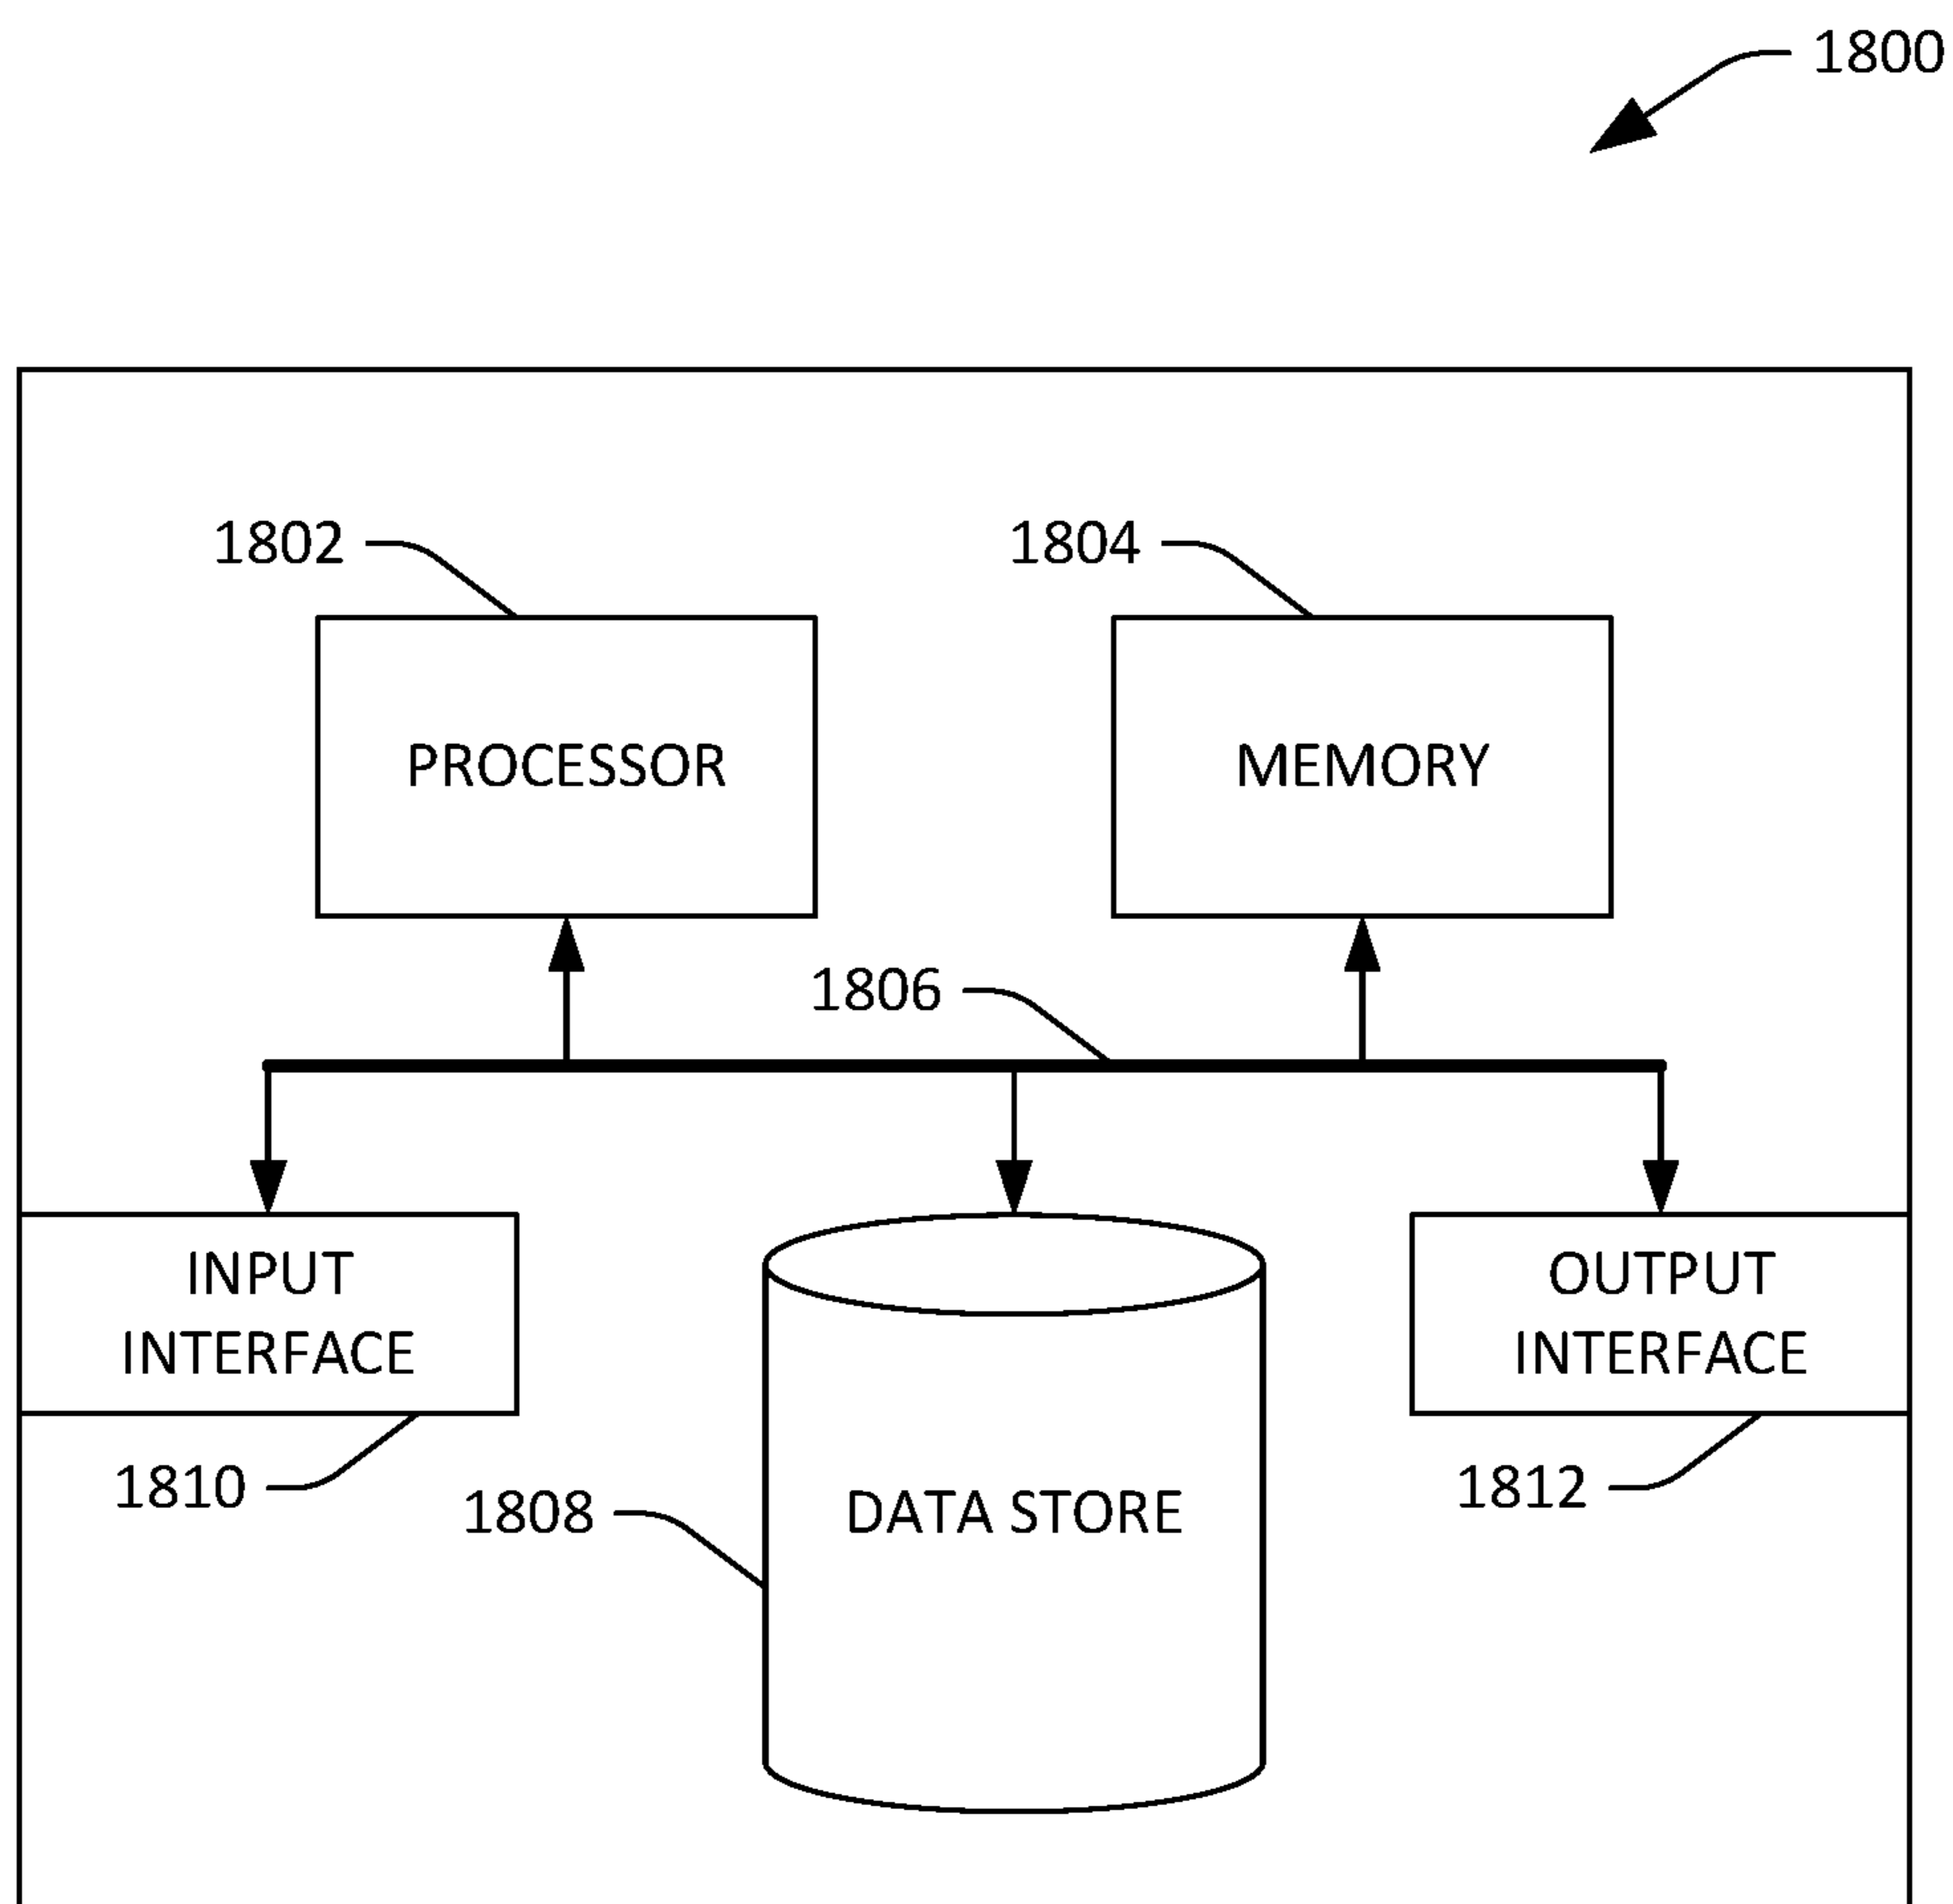 1800
1802
1804
PROCESSOR
MEMORY
1806
INPUT
INTERFACE
OUTPUT
INTERFACE
1810
1808
DATA STORE
1812